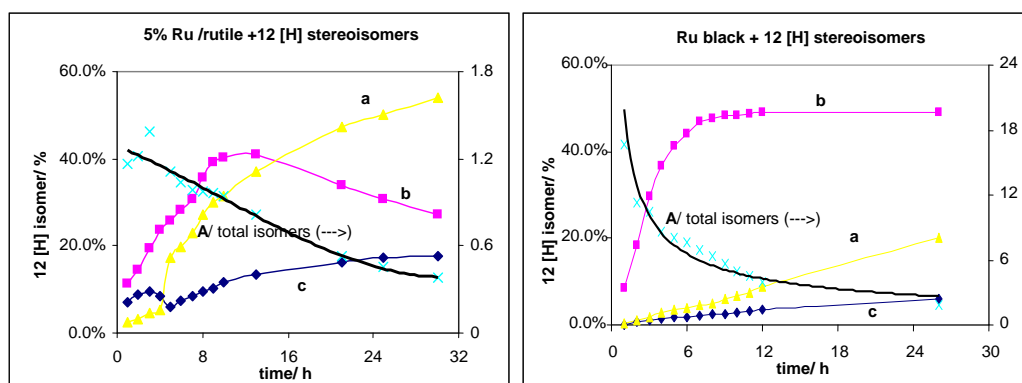 5% Ru /rutile +12 [H] stereoisomers
12 [H] isomer/ %
60.0%
40.0%
20.0%
0.0%
1.8
1.2
0.6
0
a
b
A/ total isomers (--->)
c
0 8 16 24 32
time/ h
Ru black + 12 [H] stereoisomers
12 [H] isomer/ %
60.0%
40.0%
20.0%
0.0%
24
18
12
6
0
b
A/ total isomers (--->)
a
c
0 6 12 18 24
time/ h